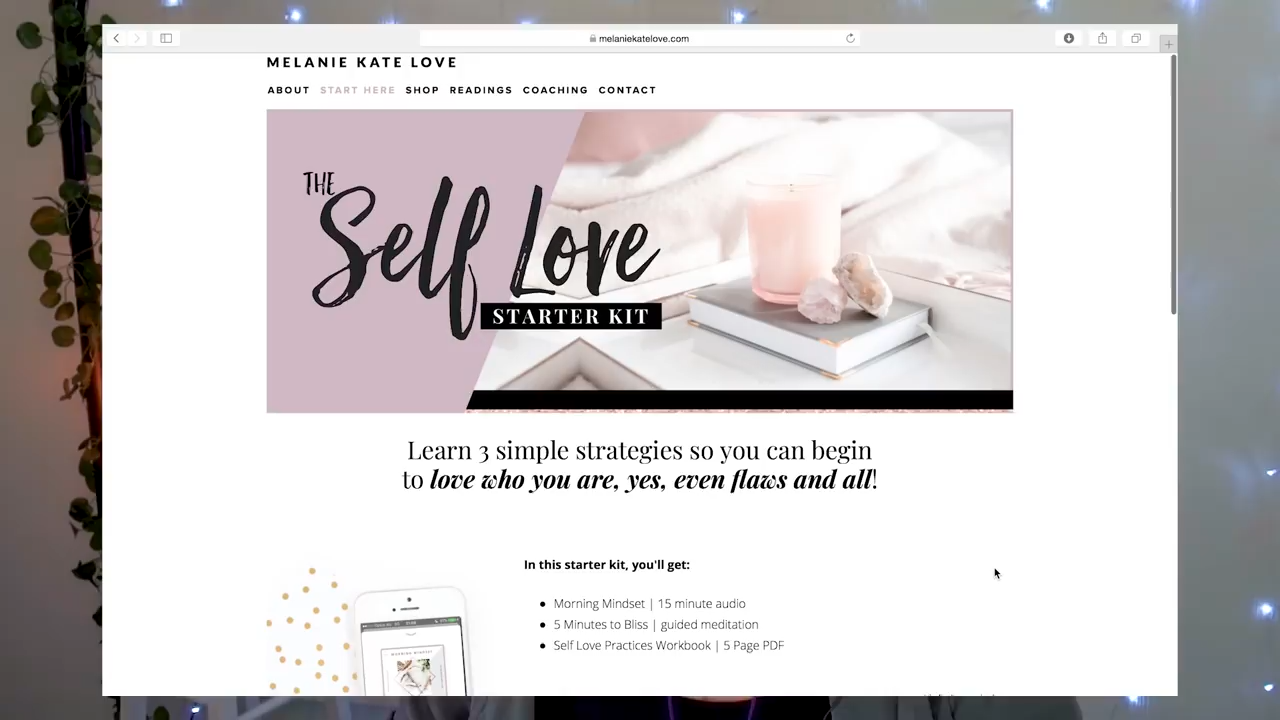 melaniekatelove.com
MELANIE KATE LOVE
ABOUT START HERE SHOP READINGS COACHING CONTACT
THE
Self Love
STARTER KIT
Learn 3 simple strategies so you can begin
to love who you are, yes, even flaws and all!
In this starter kit, you'll get:
Morning Mindset | 15 minute audio
5 Minutes to Bliss | guided meditation
Self Love Practices Workbook | 5 Page PDF
MORNING MINDSET